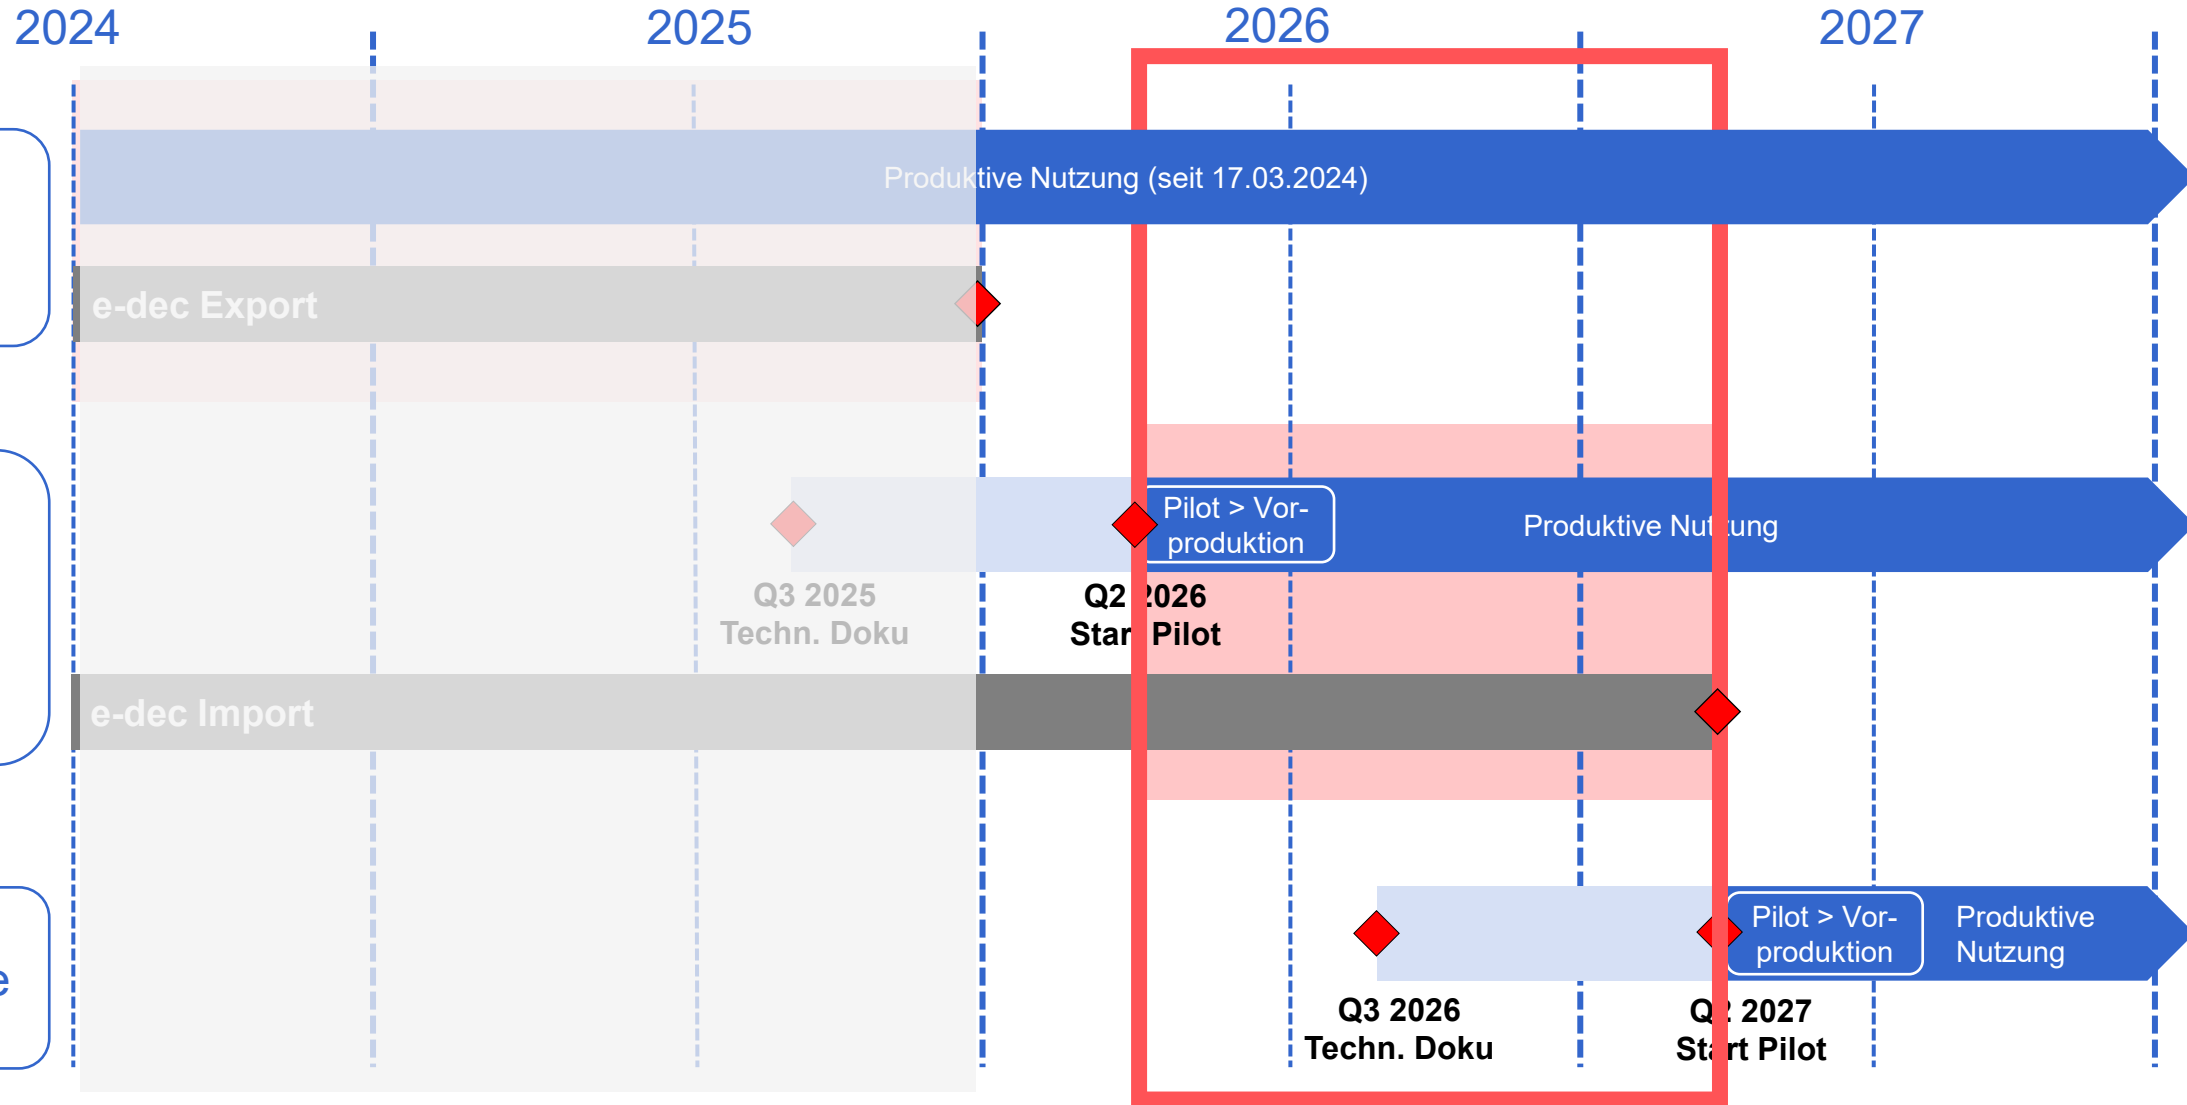 2024
2025
2026
2027
Produktive Nutzung (seit 17.03.2024)
e-dec Export
Pilot > Vor-
produktion
Produktive Nutzung
Q3 2025
Techn. Doku
Q2 2026
Start Pilot
e-dec Import
Pilot > Vor-
produktion
Produktive
Nutzung
e
Q3 2026
Techn. Doku
Q2 2027
Start Pilot